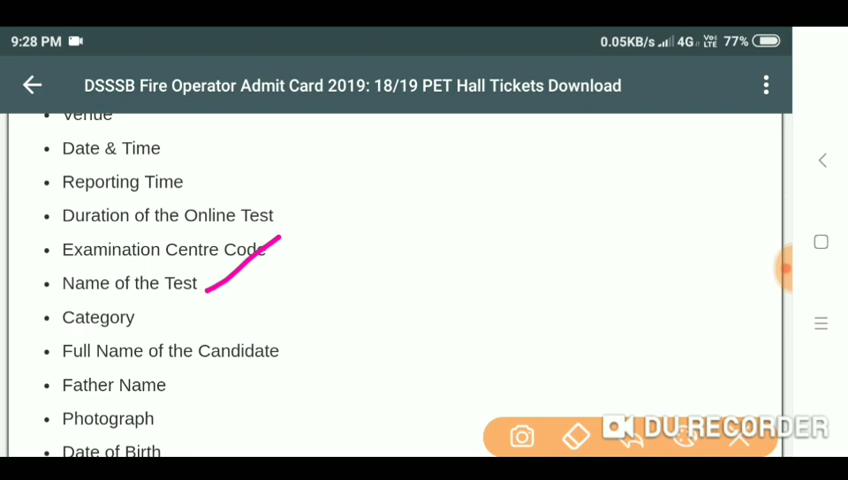 9:28 PM 0.05KB/s 4G VoLTE 77%
DSSSB Fire Operator Admit Card 2019: 18/19 PET Hall Tickets Download
Venue
Date & Time
Reporting Time
Duration of the Online Test
Examination Centre Code
Name of the Test
Category
Full Name of the Candidate
Father Name
Photograph
Date of Birth
DU RECORDER